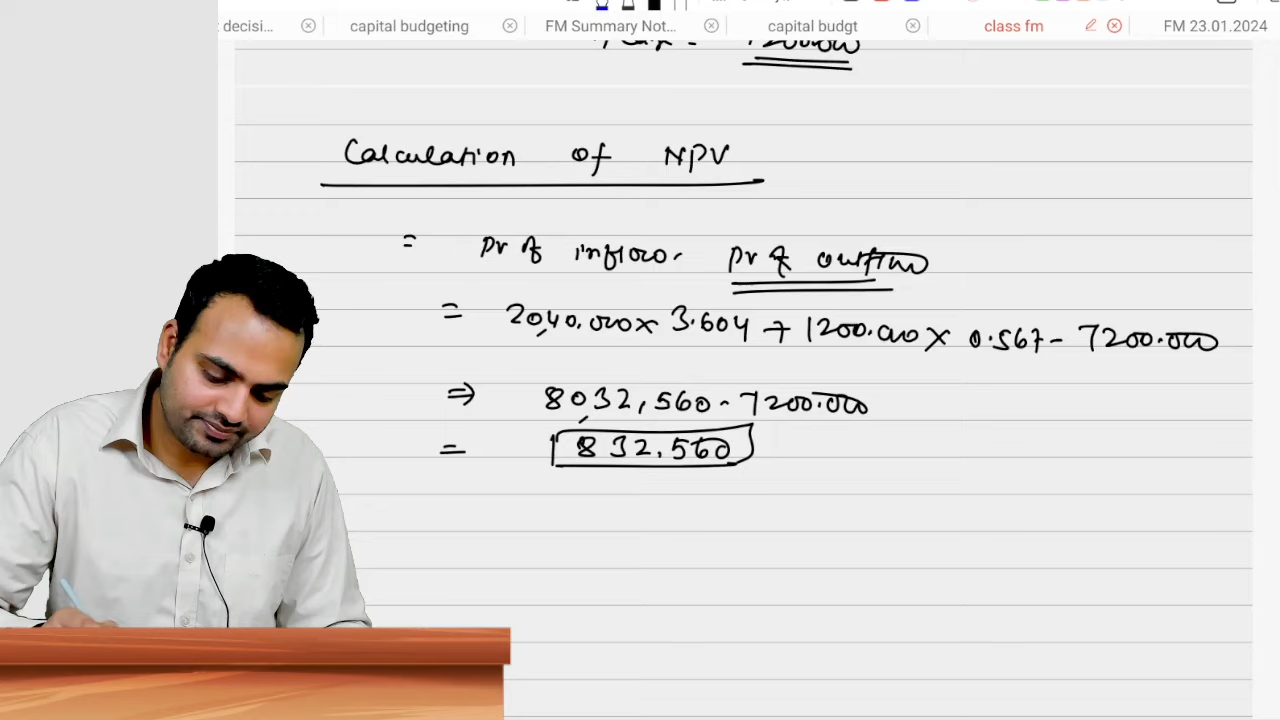 t decisi... capital budgeting FM Summary Not... capital budgt class fm FM 23.01.2024
7200.000
Calculation of NPV
= PV of inflow - PV of outflow
= 2040.000 x 3.604 + 1200.000 x 0.567 - 7200.000
⇒ 8032,560 - 7200.000
= 832.560